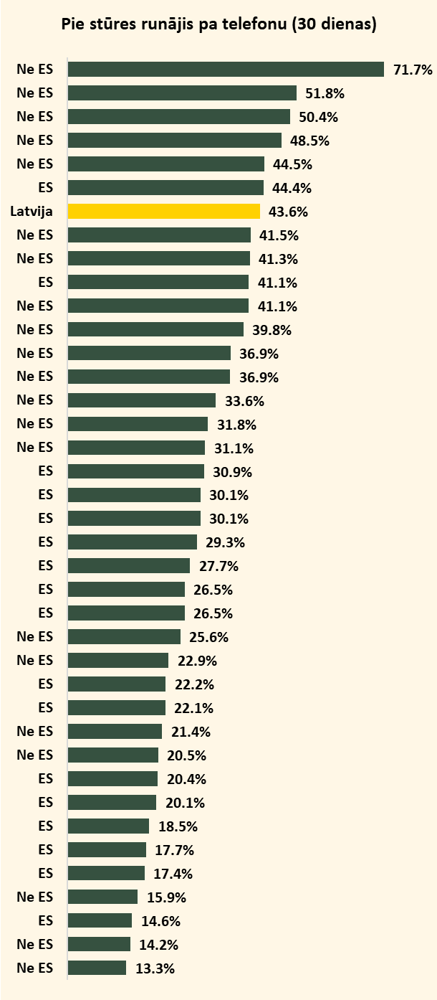 Pie stūres runājis pa telefonu (30 dienas)
Ne ES 71.7%
Ne ES 51.8%
Ne ES 50.4%
Ne ES 48.5%
Ne ES 44.5%
ES 44.4%
Latvija 43.6%
Ne ES 41.5%
Ne ES 41.3%
ES 41.1%
Ne ES 41.1%
Ne ES 39.8%
Ne ES 36.9%
Ne ES 36.9%
Ne ES 33.6%
Ne ES 31.8%
Ne ES 31.1%
ES 30.9%
ES 30.1%
ES 30.1%
ES 29.3%
ES 27.7%
ES 26.5%
ES 26.5%
Ne ES 25.6%
Ne ES 22.9%
ES 22.2%
ES 22.1%
Ne ES 21.4%
Ne ES 20.5%
ES 20.4%
ES 20.1%
ES 18.5%
ES 17.7%
ES 17.4%
Ne ES 15.9%
ES 14.6%
Ne ES 14.2%
Ne ES 13.3%